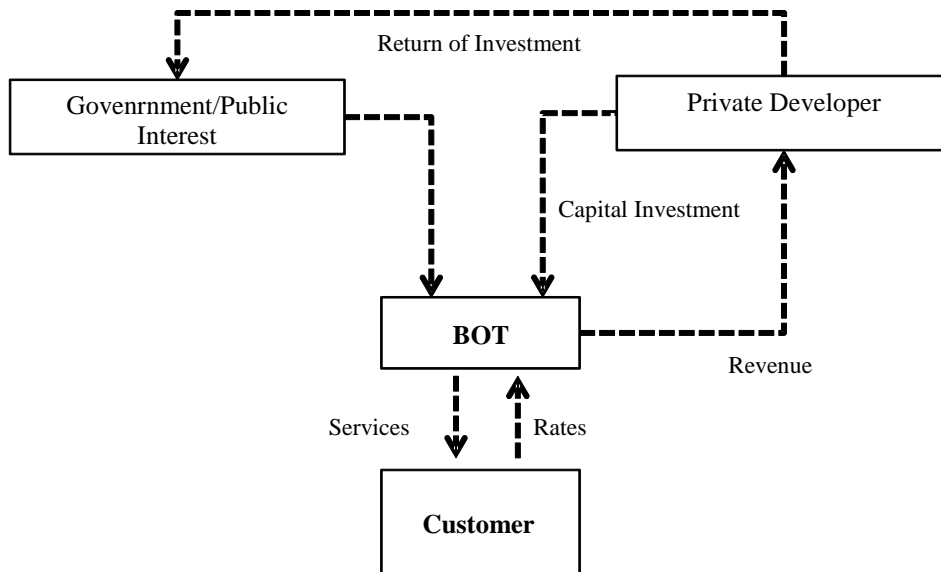 Return of Investment
Govenrnment/Public
Interest
Private Developer
Capital Investment
BOT
Revenue
Services
Rates
Customer